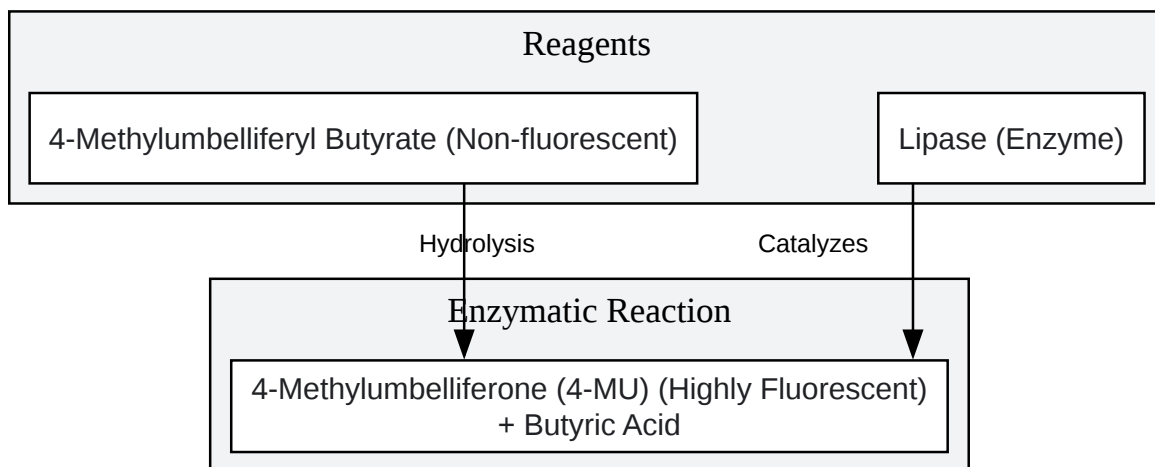 Reagents
4-Methylumbelliferyl Butyrate (Non-fluorescent)
Lipase (Enzyme)
Hydrolysis
Catalyzes
Enzymatic Reaction
4-Methylumbelliferone (4-MU) (Highly Fluorescent)
+ Butyric Acid